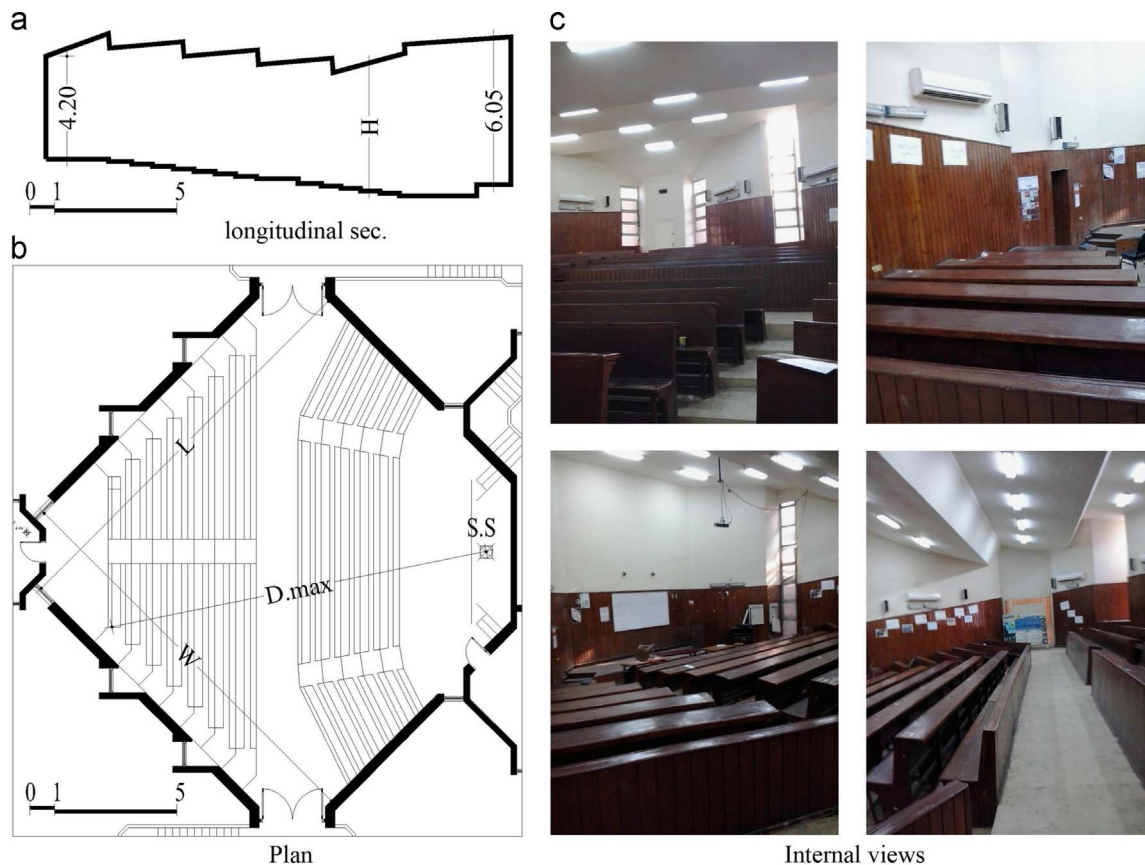 a
4.20
H
6.05
0 1 5
longitudinal sec.
b
L
S.S
D.max
W
0 1 5
Plan
c
Internal views